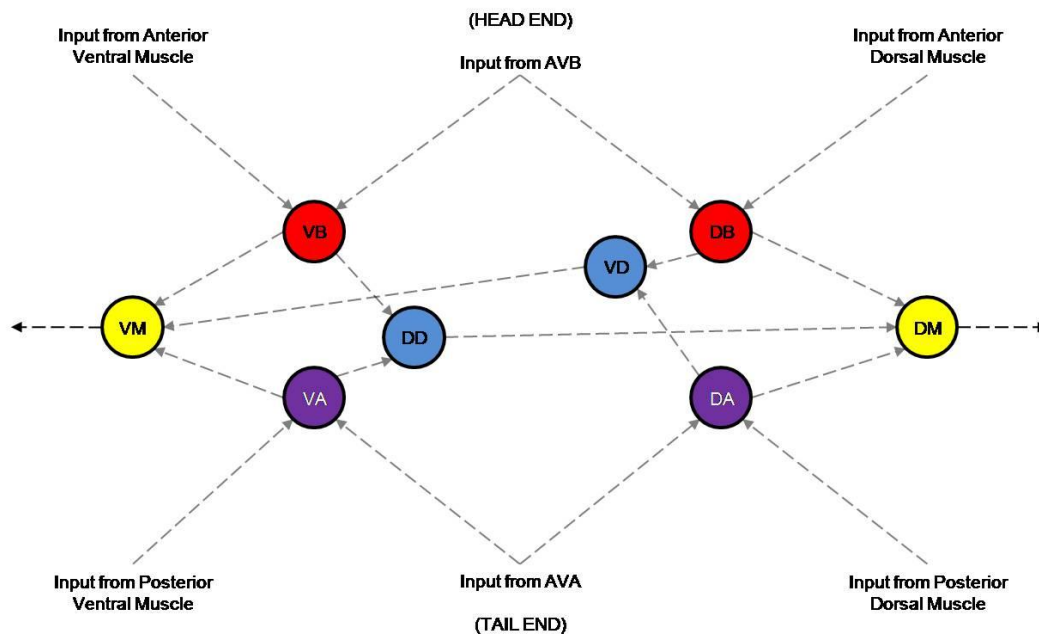 (HEAD END)
Input from Anterior
Ventral Muscle
Input from AVB
Input from Anterior
Dorsal Muscle
VB
DB
VD
VM
DD
DM
VA
DA
Input from Posterior
Ventral Muscle
Input from AVA
Input from Posterior
Dorsal Muscle
(TAIL END)